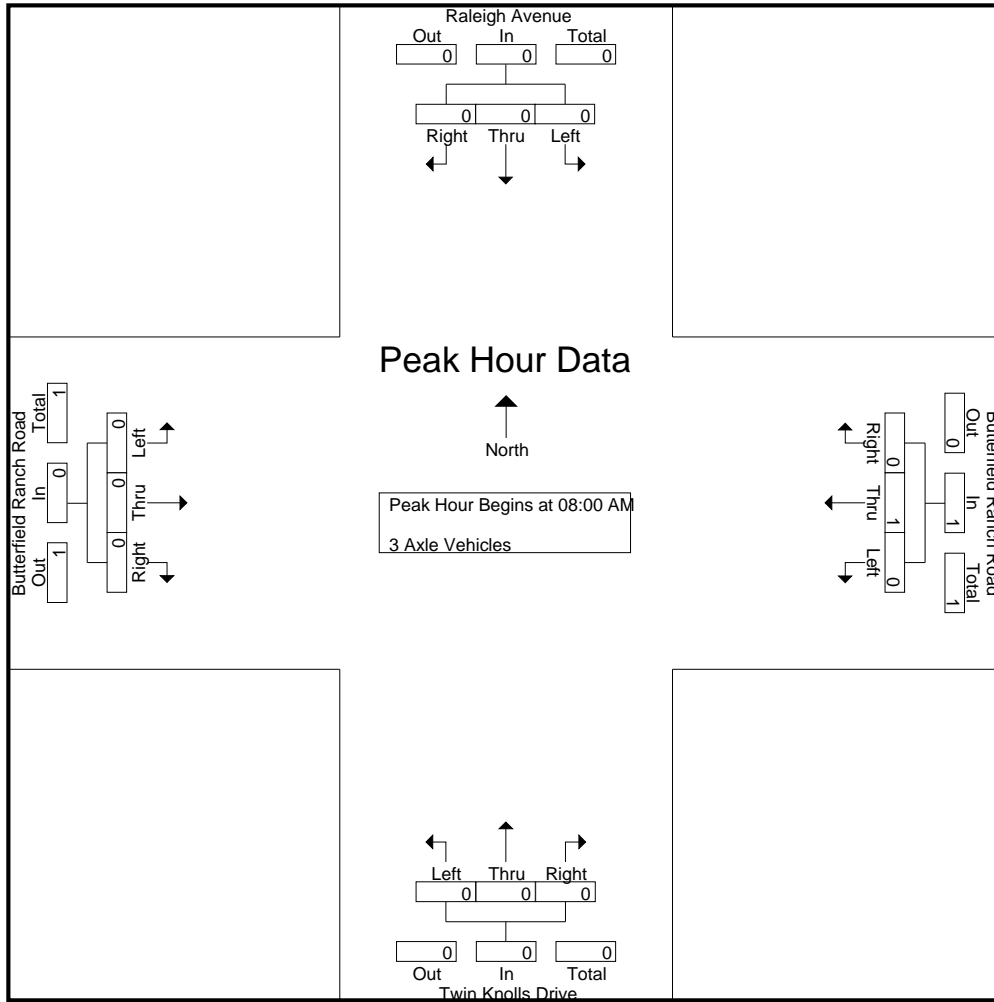 Raleigh Avenue
Out In Total
0 0 0
0 0 0
Right Thru Left
Peak Hour Data
North
Peak Hour Begins at 08:00 AM
3 Axle Vehicles
Butterfield Ranch Road
Total In Out
1 0 1
0 0 0
Left Thru Right
Butterfield Ranch Road
Out In Total
0 1 1
0 1 0
Right Thru Left
Left Thru Right
0 0 0
0 0 0
Out In Total
Twin Knolls Drive